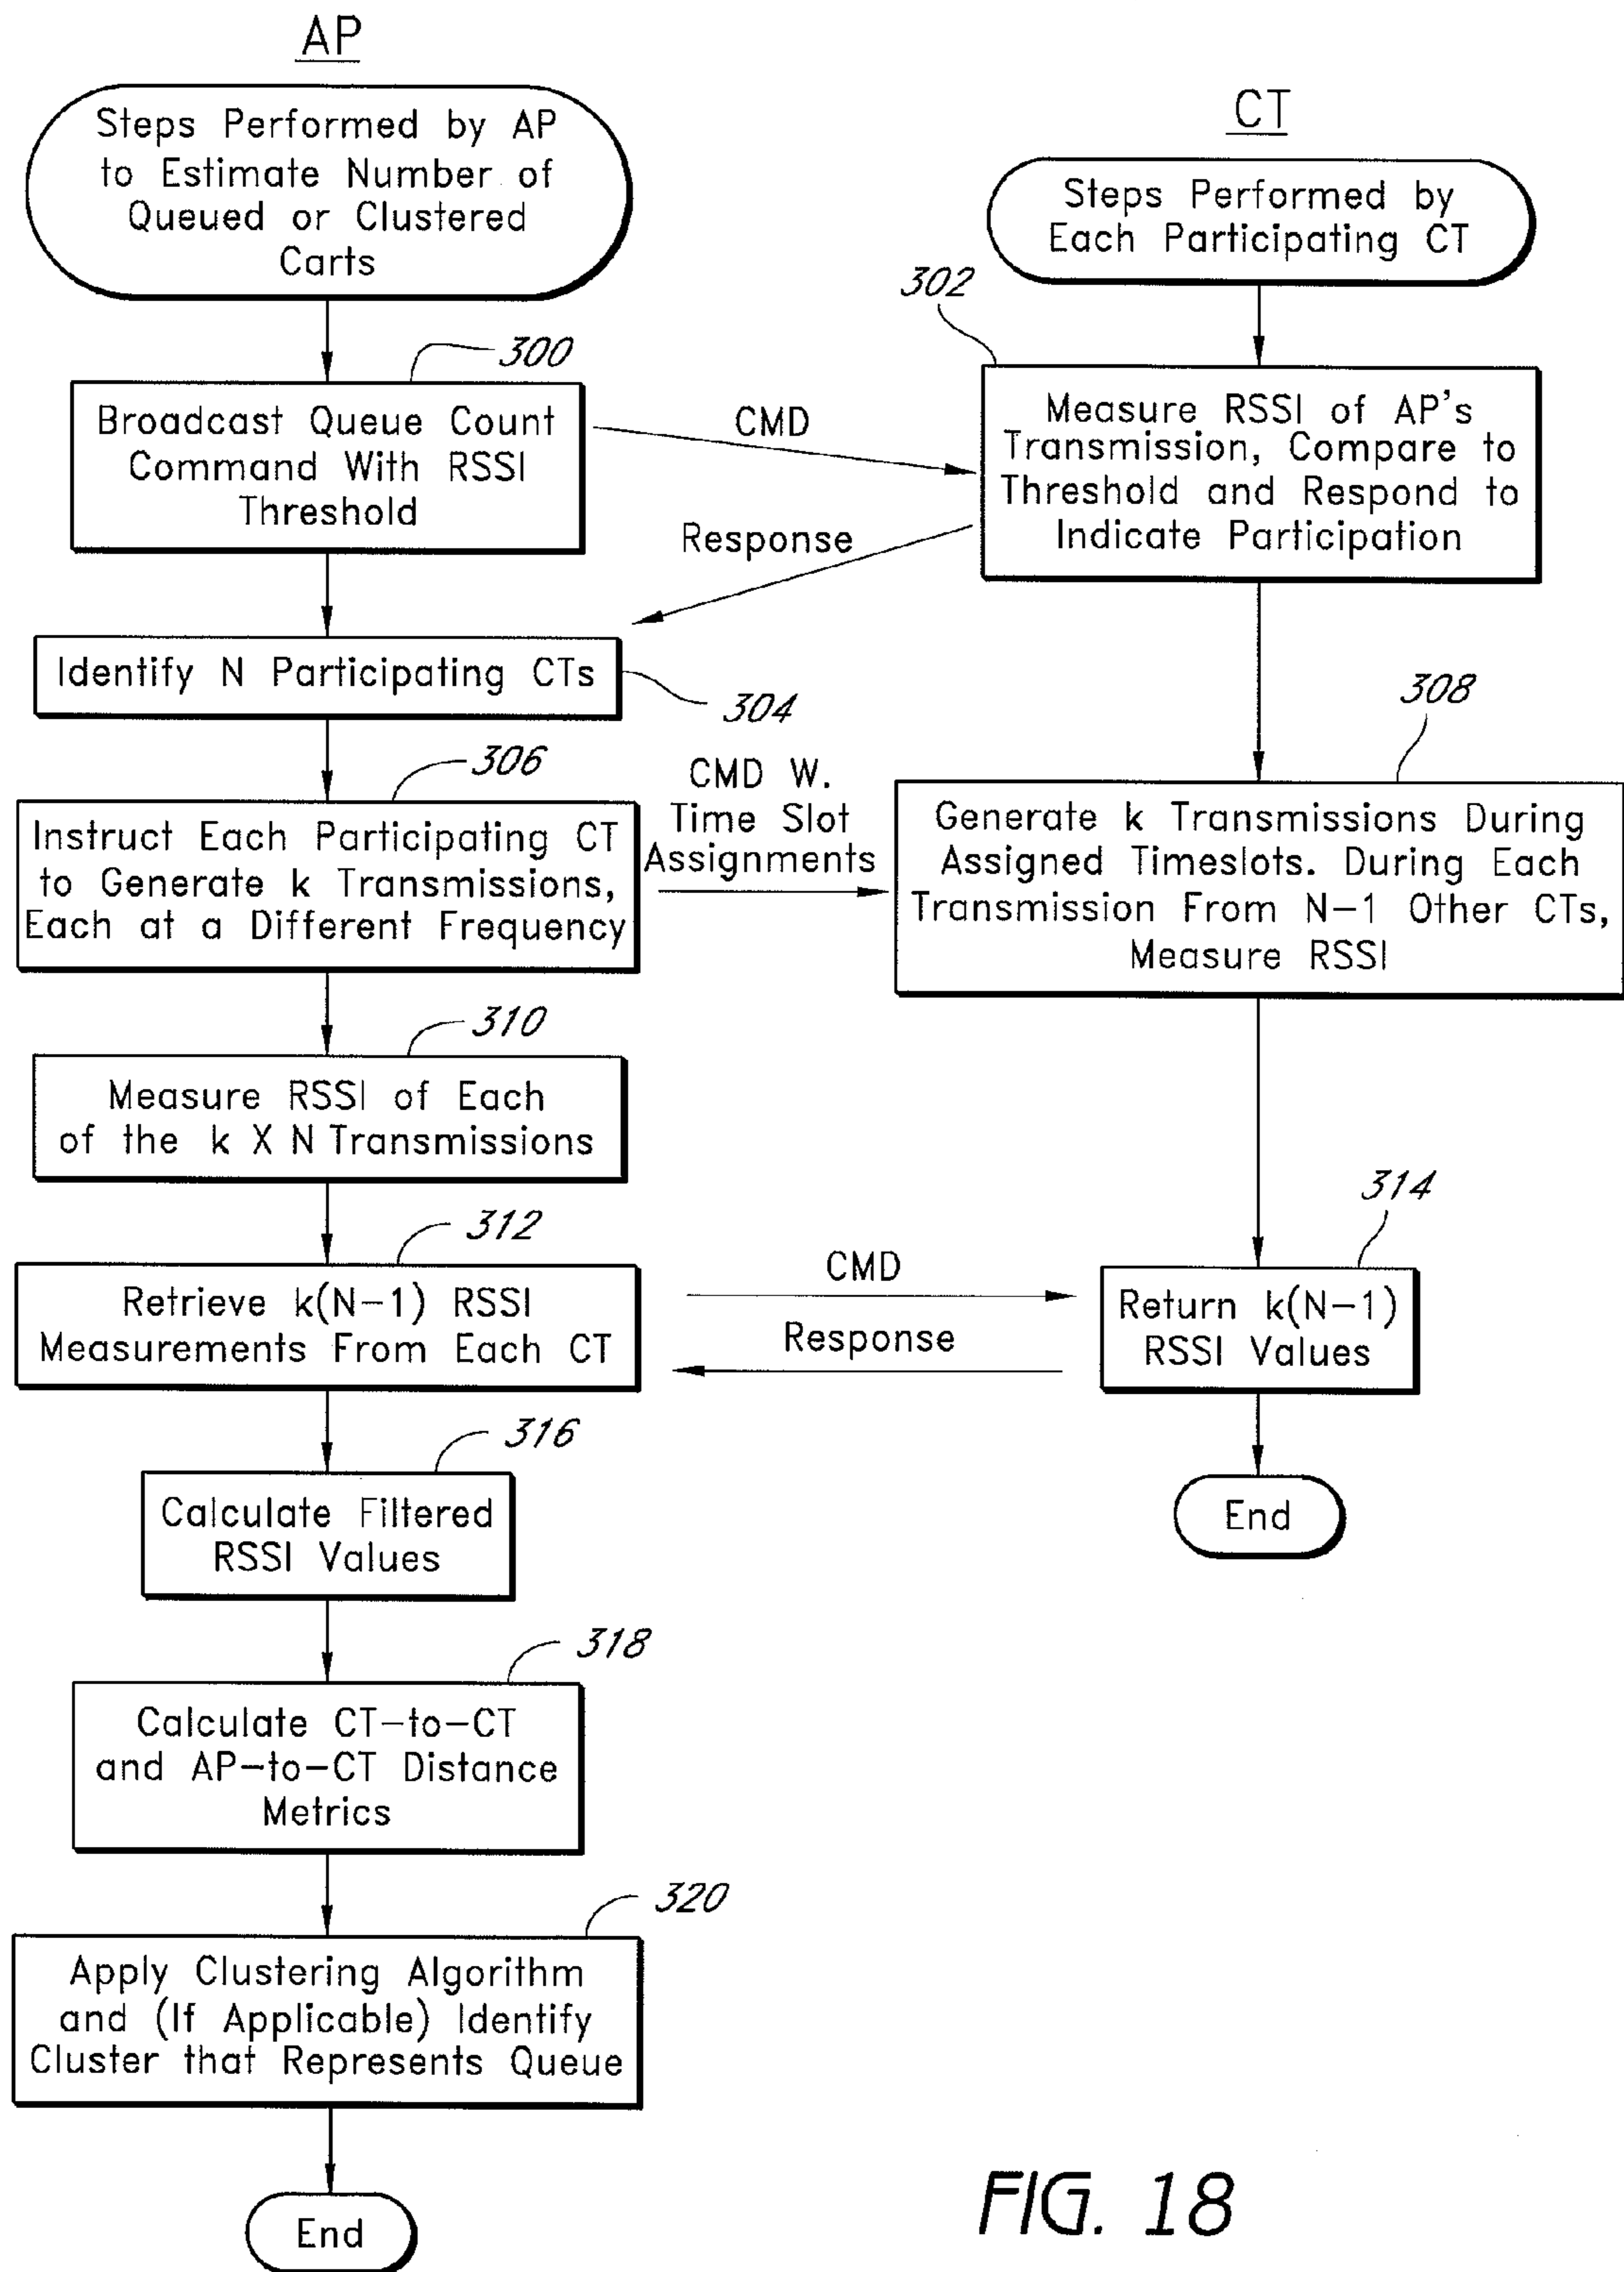 AP
Steps Performed by AP
to Estimate Number of
Queued or Clustered
Carts
CT
Steps Performed by
Each Participating CT
300
Broadcast Queue Count
Command With RSSI
Threshold
CMD
302
Measure RSSI of AP's
Transmission, Compare to
Threshold and Respond to
Indicate Participation
Response
Identify N Participating CTs
304
306
Instruct Each Participating CT
to Generate k Transmissions,
Each at a Different Frequency
CMD W.
Time Slot
Assignments
308
Generate k Transmissions During
Assigned Timeslots. During Each
Transmission From N-1 Other CTs,
Measure RSSI
310
Measure RSSI of Each
of the k X N Transmissions
312
Retrieve k(N-1) RSSI
Measurements From Each CT
CMD
Response
314
Return k(N-1)
RSSI Values
End
316
Calculate Filtered
RSSI Values
318
Calculate CT-to-CT
and AP-to-CT Distance
Metrics
320
Apply Clustering Algorithm
and (If Applicable) Identify
Cluster that Represents Queue
End
FIG. 18